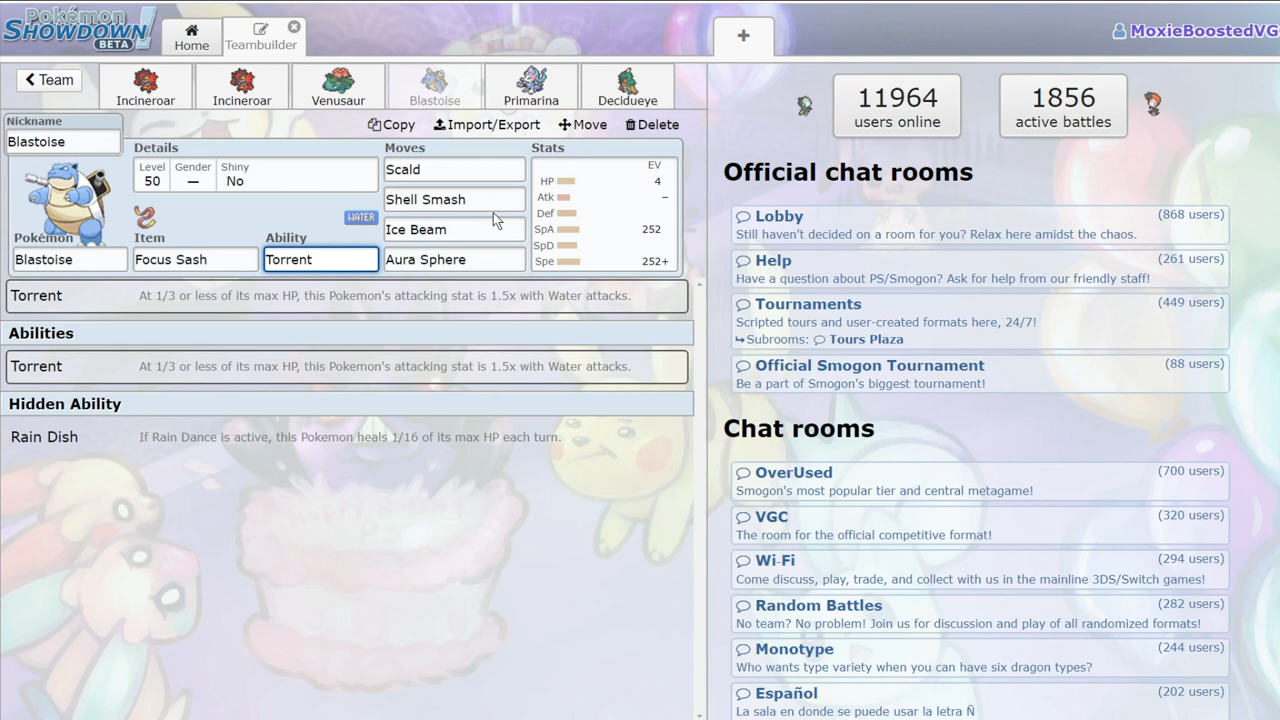 Pokémon
SHOWDOWN!
BETA
Home
Teambuilder
+
MoxieBoostedVG
Team
Incineroar
Incineroar
Venusaur
Blastoise
Primarina
Decidueye
Copy
Import/Export
Move
Delete
Nickname
Blastoise
Details
Level
50
Gender
—
Shiny
No
WATER
Pokémon
Blastoise
Item
Focus Sash
Ability
Torrent
Moves
Scald
Shell Smash
Ice Beam
Aura Sphere
Stats
EV
HP 4
Atk –
Def
SpA 252
SpD
Spe 252+
Torrent At 1/3 or less of its max HP, this Pokemon's attacking stat is 1.5x with Water attacks.
Abilities
Torrent At 1/3 or less of its max HP, this Pokemon's attacking stat is 1.5x with Water attacks.
Hidden Ability
Rain Dish If Rain Dance is active, this Pokemon heals 1/16 of its max HP each turn.
11964
users online
1856
active battles
Official chat rooms
Lobby (868 users)
Still haven't decided on a room for you? Relax here amidst the chaos.
Help (261 users)
Have a question about PS/Smogon? Ask for help from our friendly staff!
Tournaments (449 users)
Scripted tours and user-created formats here, 24/7!
↳Subrooms: Tours Plaza
Official Smogon Tournament (88 users)
Be a part of Smogon's biggest tournament!
Chat rooms
OverUsed (700 users)
Smogon's most popular tier and central metagame!
VGC (320 users)
The room for the official competitive format!
Wi-Fi (294 users)
Come discuss, play, trade, and collect with us in the mainline 3DS/Switch games!
Random Battles (282 users)
No team? No problem! Join us for discussion and play of all randomized formats!
Monotype (244 users)
Who wants type variety when you can have six dragon types?
Español (202 users)
La sala en donde se puede usar la letra Ñ